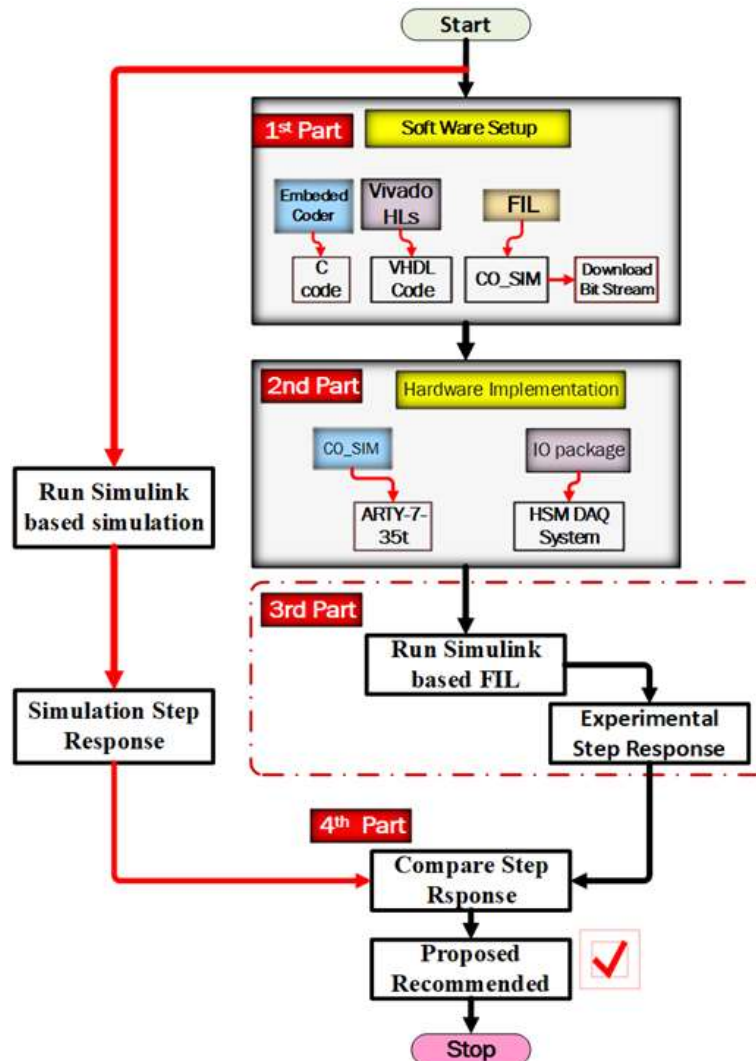 Start
1st Part
Soft Ware Setup
Embeded
Coder
Vivado
HLs
FIL
C
code
VHDL
Code
CO_SIM
Download
Bit Stream
2nd Part
Hardware Implementation
CO_SIM
IO package
ARTY-7-
35t
HSM DAQ
System
Run Simulink
based simulation
3rd Part
Run Simulink
based FIL
Simulation Step
Response
Experimental
Step Response
4th Part
Compare Step
Rsponse
Proposed
Recommended
Stop